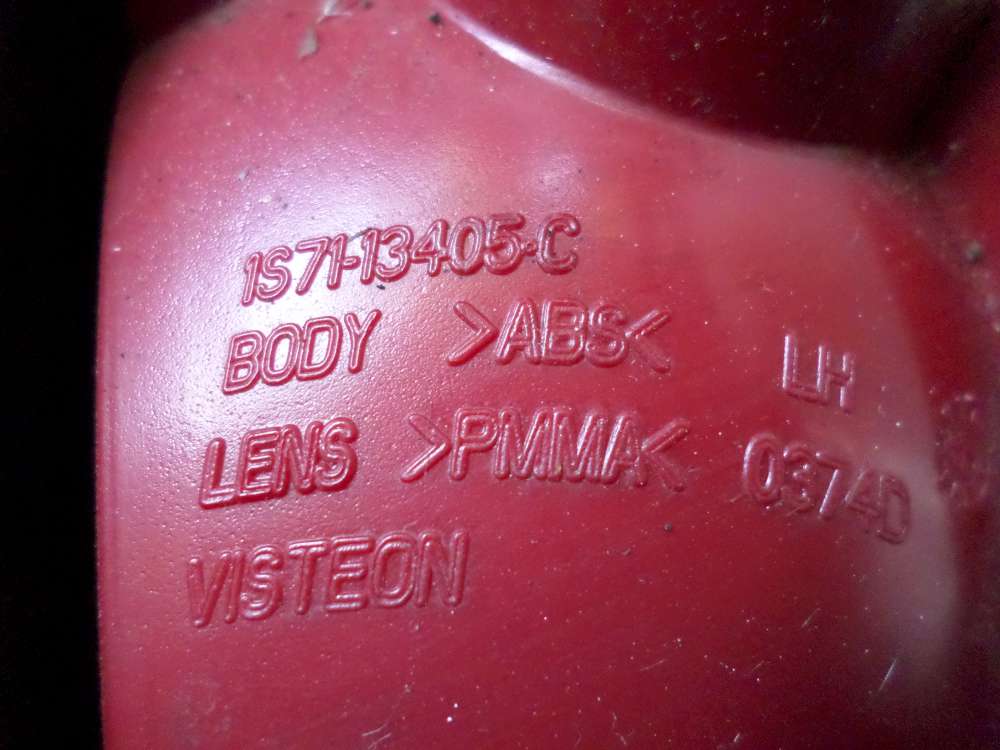 1S71-13405-C
BODY >ABS< LH
LENS >PMMA< 0374D
VISTEON